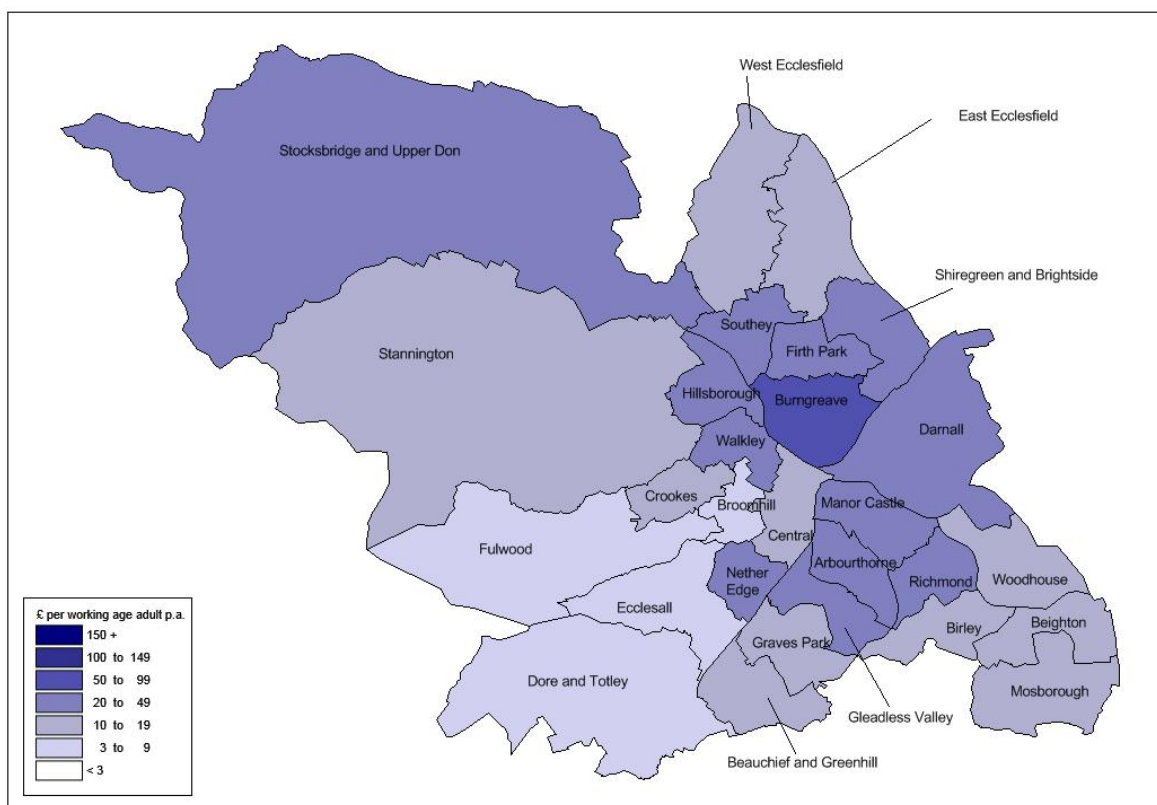 West Ecclesfield
East Ecclesfield
Stocksbridge and Upper Don
Shiregreen and Brightside
Southey
Firth Park
Stannington
Hillsborough
Burngreave
Darnall
Walkley
Crookes
Broomhill
Manor Castle
Central
Fulwood
Arbourthorne
Nether
Edge
Richmond
Woodhouse
Ecclesall
Birley
Beighton
Graves Park
Dore and Totley
Mosborough
Gleadless Valley
Beauchief and Greenhill
£ per working age adult p.a.
150 +
100 to 149
50 to 99
20 to 49
10 to 19
3 to 9
< 3